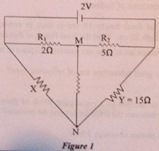 2V
R₁ M R₂
2Ω 5Ω
X Y = 15Ω
N
Figure 1